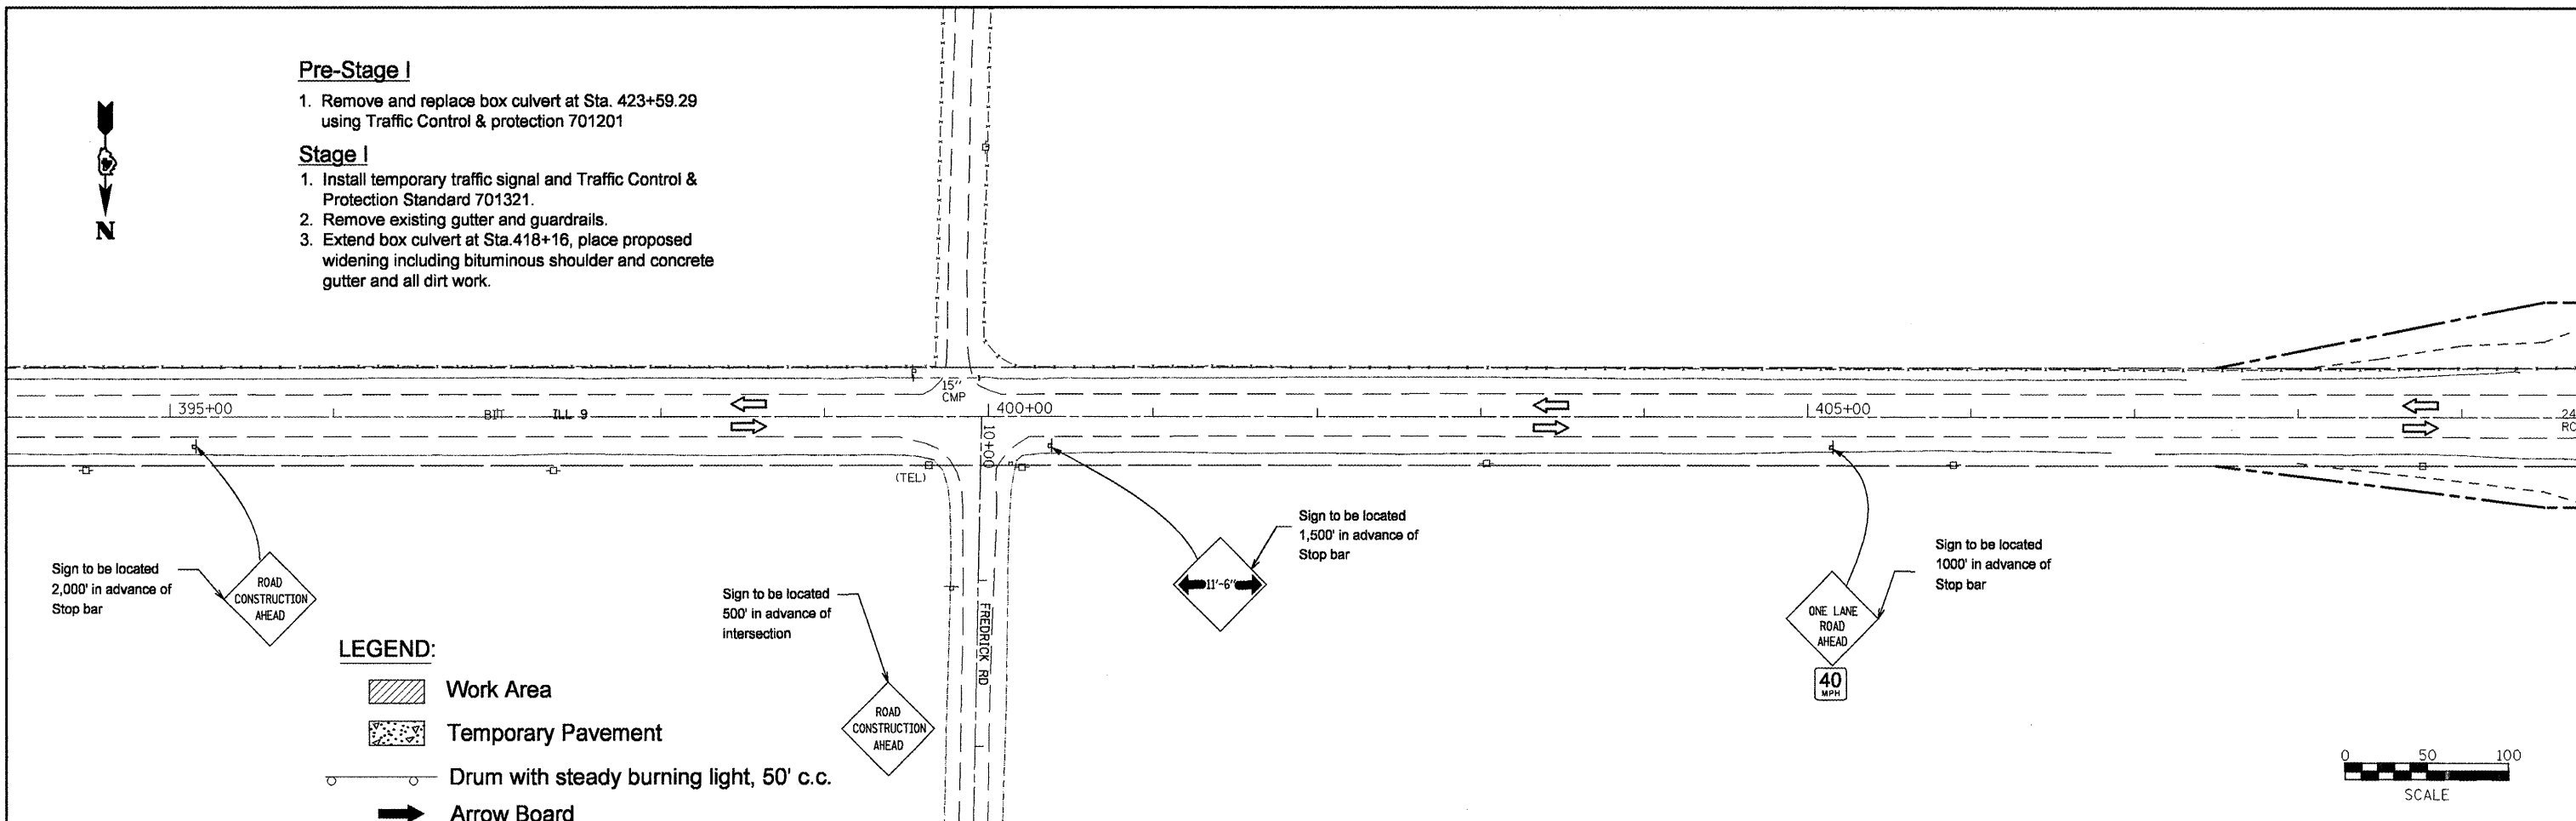 Pre-Stage I
1. Remove and replace box culvert at Sta. 423+59.29
using Traffic Control & protection 701201
Stage I
1. Install temporary traffic signal and Traffic Control &
Protection Standard 701321.
2. Remove existing gutter and guardrails.
3. Extend box culvert at Sta.418+16, place proposed
widening including bituminous shoulder and concrete
gutter and all dirt work.
N
395+00
BIT ILL 9
15"
CMP
400+00
405+00
24
RC
10+00
(TEL)
FREDRICK RD
Sign to be located
2,000' in advance of
Stop bar
ROAD
CONSTRUCTION
AHEAD
Sign to be located
500' in advance of
intersection
ROAD
CONSTRUCTION
AHEAD
11'-6"
Sign to be located
1,500' in advance of
Stop bar
ONE LANE
ROAD
AHEAD
40
MPH
Sign to be located
1000' in advance of
Stop bar
LEGEND:
Work Area
Temporary Pavement
Drum with steady burning light, 50' c.c.
Arrow Board
0 50 100
SCALE